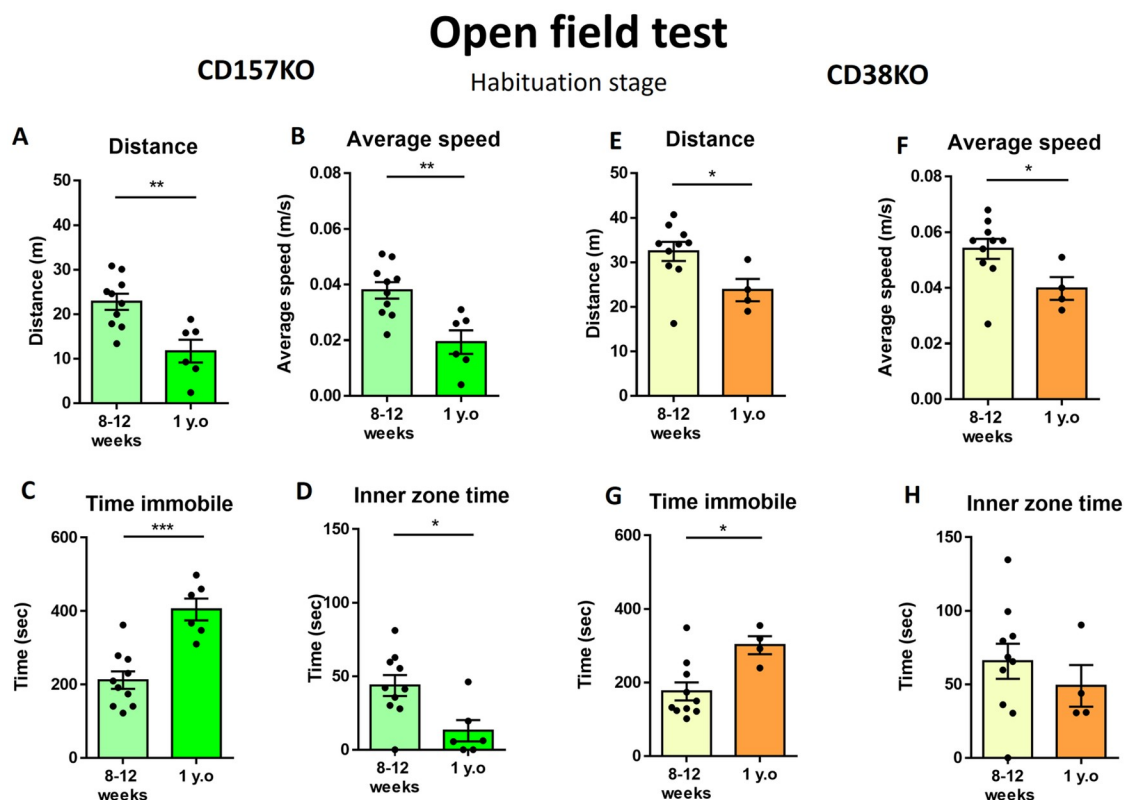 Open field test
CD157KO
Habituation stage
CD38KO
A
Distance
**
Distance (m)
50
40
30
20
10
0
8-12
weeks
1 y.o
B
Average speed
**
Average speed (m/s)
0.08
0.06
0.04
0.02
0.00
8-12
weeks
1 y.o
E
Distance
*
Distance (m)
50
40
30
20
10
0
8-12
weeks
1 y.o
F
Average speed
*
Average speed (m/s)
0.08
0.06
0.04
0.02
0.00
8-12
weeks
1 y.o
C
Time immobile
***
Time (sec)
600
400
200
0
8-12
weeks
1 y.o
D
Inner zone time
*
Time (sec)
150
100
50
0
8-12
weeks
1 y.o
G
Time immobile
*
Time (sec)
600
400
200
0
8-12
weeks
1 y.o
H
Inner zone time
Time (sec)
150
100
50
0
8-12
weeks
1 y.o